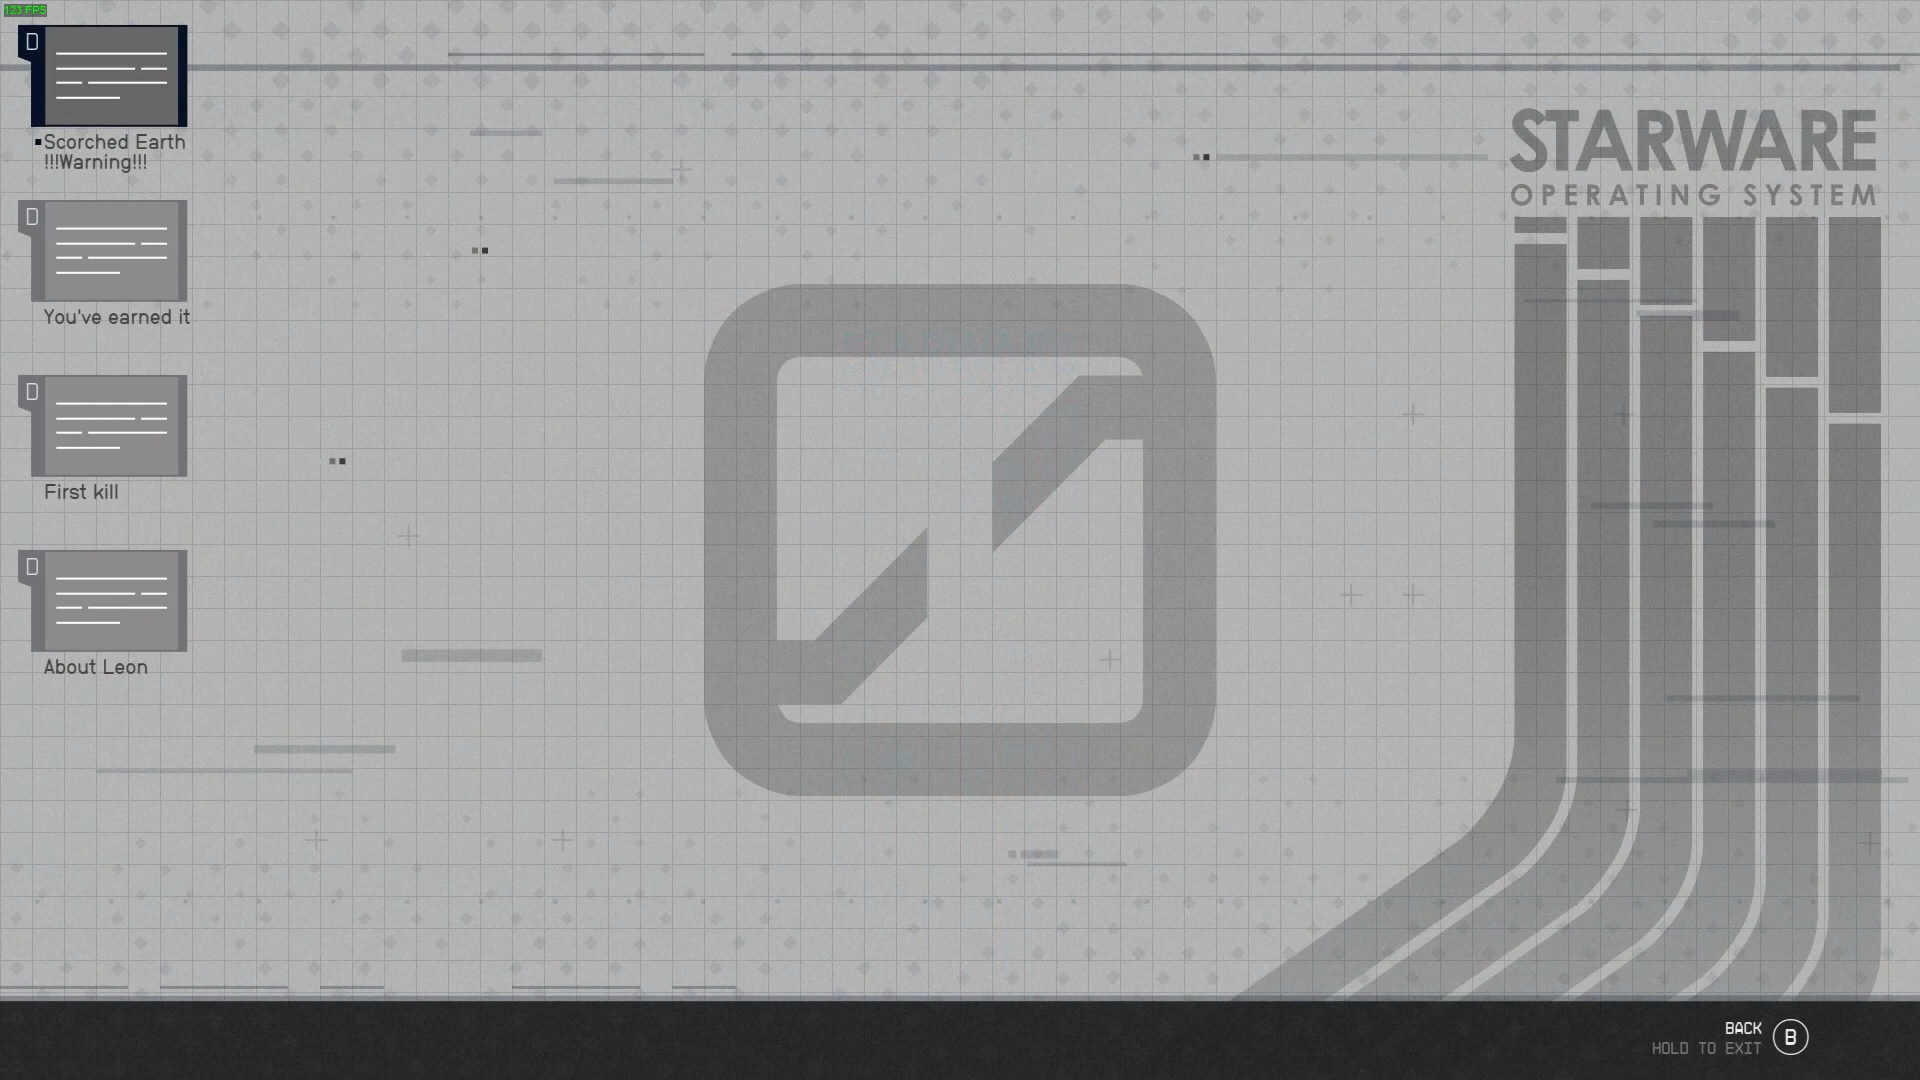 123 FPS
Scorched Earth
!!!Warning!!!
You've earned it
First kill
About Leon
STARWARE
OPERATING SYSTEM
BACK
HOLD TO EXIT
B